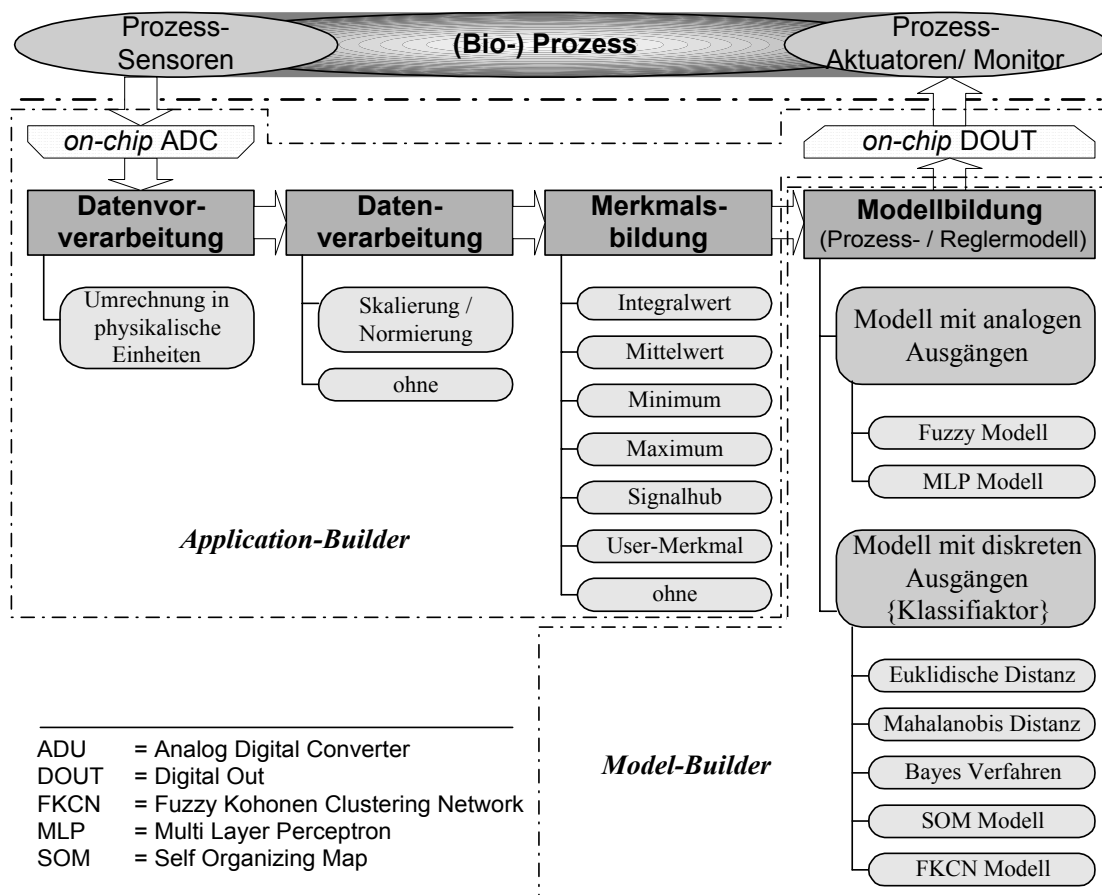 Prozess-
Sensoren
(Bio-) Prozess
Prozess-
Aktuatoren/ Monitor
on-chip ADC
on-chip DOUT
Datenvor-
verarbeitung
Umrechnung in
physikalische
Einheiten
Daten-
verarbeitung
Skalierung /
Normierung
ohne
Merkmals-
bildung
Integralwert
Mittelwert
Minimum
Maximum
Signalhub
User-Merkmal
ohne
Application-Builder
Modellbildung
(Prozess- / Reglermodell)
Modell mit analogen
Ausgängen
Fuzzy Modell
MLP Modell
Modell mit diskreten
Ausgängen
{Klassifiaktor}
Euklidische Distanz
Mahalanobis Distanz
Bayes Verfahren
SOM Modell
FKCN Modell
Model-Builder
ADU = Analog Digital Converter
DOUT = Digital Out
FKCN = Fuzzy Kohonen Clustering Network
MLP = Multi Layer Perceptron
SOM = Self Organizing Map